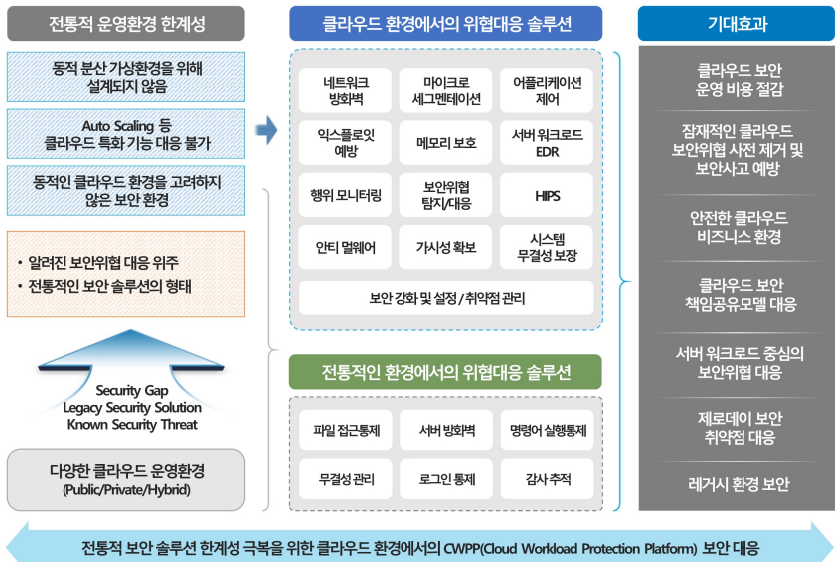 전통적 운영환경 한계성
동적 분산 가상환경을 위해
설계되지 않음
Auto Scaling 등
클라우드 특화 기능 대응 불가
동적인 클라우드 환경을 고려하지
않은 보안 환경
• 알려진 보안위협 대응 위주
• 전통적인 보안 솔루션의 형태
Security Gap
Legacy Security Solution
Known Security Threat
다양한 클라우드 운영환경
(Public/Private/Hybrid)
클라우드 환경에서의 위협대응 솔루션
네트워크
방화벽
마이크로
세그멘테이션
어플리케이션
제어
익스플로잇
예방
메모리 보호
서버 워크로드
EDR
행위 모니터링
보안위협
탐지/대응
HIPS
안티 멀웨어
가시성 확보
시스템
무결성 보장
보안 강화 및 설정 / 취약점 관리
전통적인 환경에서의 위협대응 솔루션
파일 접근통제
서버 방화벽
명령어 실행통제
무결성 관리
로그인 통제
감사 추적
기대효과
클라우드 보안
운영 비용 절감
잠재적인 클라우드
보안위협 사전 제거 및
보안사고 예방
안전한 클라우드
비즈니스 환경
클라우드 보안
책임공유모델 대응
서버 워크로드 중심의
보안위협 대응
제로데이 보안
취약점 대응
레거시 환경 보안
전통적 보안 솔루션 한계성 극복을 위한 클라우드 환경에서의 CWPP(Cloud Workload Protection Platform) 보안 대응